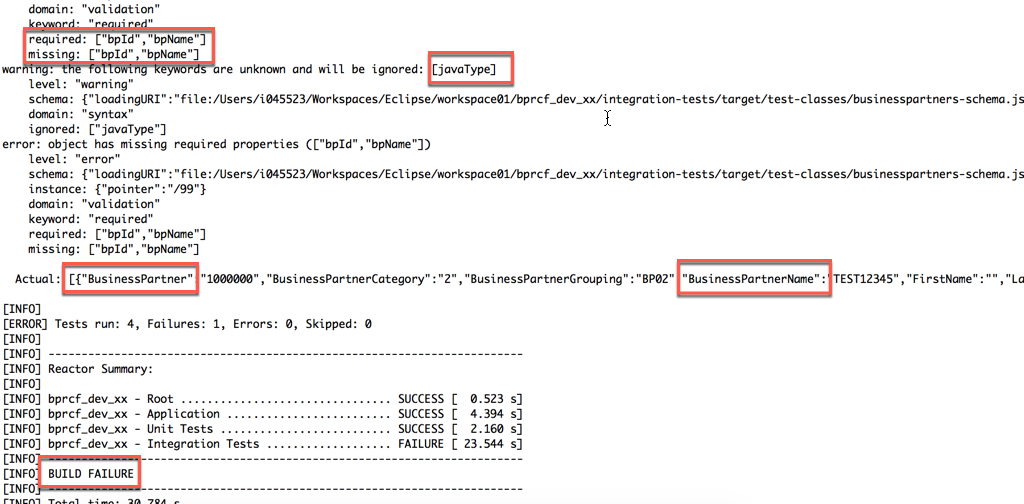 domain: "validation"
keyword: "required"
required: ["bpId","bpName"]
missing: ["bpId","bpName"]
warning: the following keywords are unknown and will be ignored: [javaType]
level: "warning"
schema: {"loadingURI":"file:/Users/i045523/Workspaces/Eclipse/workspace01/bprcf_dev_xx/integration-tests/target/test-classes/businesspartners-schema.js
domain: "syntax"
ignored: ["javaType"]
error: object has missing required properties (["bpId","bpName"])
level: "error"
schema: {"loadingURI":"file:/Users/i045523/Workspaces/Eclipse/workspace01/bprcf_dev_xx/integration-tests/target/test-classes/businesspartners-schema.js
instance: {"pointer":"/99"}
domain: "validation"
keyword: "required"
required: ["bpId","bpName"]
missing: ["bpId","bpName"]
Actual: [{"BusinessPartner" "1000000","BusinessPartnerCategory":"2","BusinessPartnerGrouping":"BP02" "BusinessPartnerName":"TEST12345","FirstName":"","La
[INFO]
[ERROR] Tests run: 4, Failures: 1, Errors: 0, Skipped: 0
[INFO]
[INFO] ------------------------------------------------------------------------
[INFO] Reactor Summary:
[INFO]
[INFO] bprcf_dev_xx - Root ................................ SUCCESS [  0.523 s]
[INFO] bprcf_dev_xx - Application ......................... SUCCESS [  4.394 s]
[INFO] bprcf_dev_xx - Unit Tests .......................... SUCCESS [  2.160 s]
[INFO] bprcf_dev_xx - Integration Tests ................... FAILURE [ 23.544 s]
[INFO] ------------------------------------------------------------------------
[INFO] BUILD FAILURE
[INFO] ------------------------------------------------------------------------
[INFO] Total time: 30.784 s